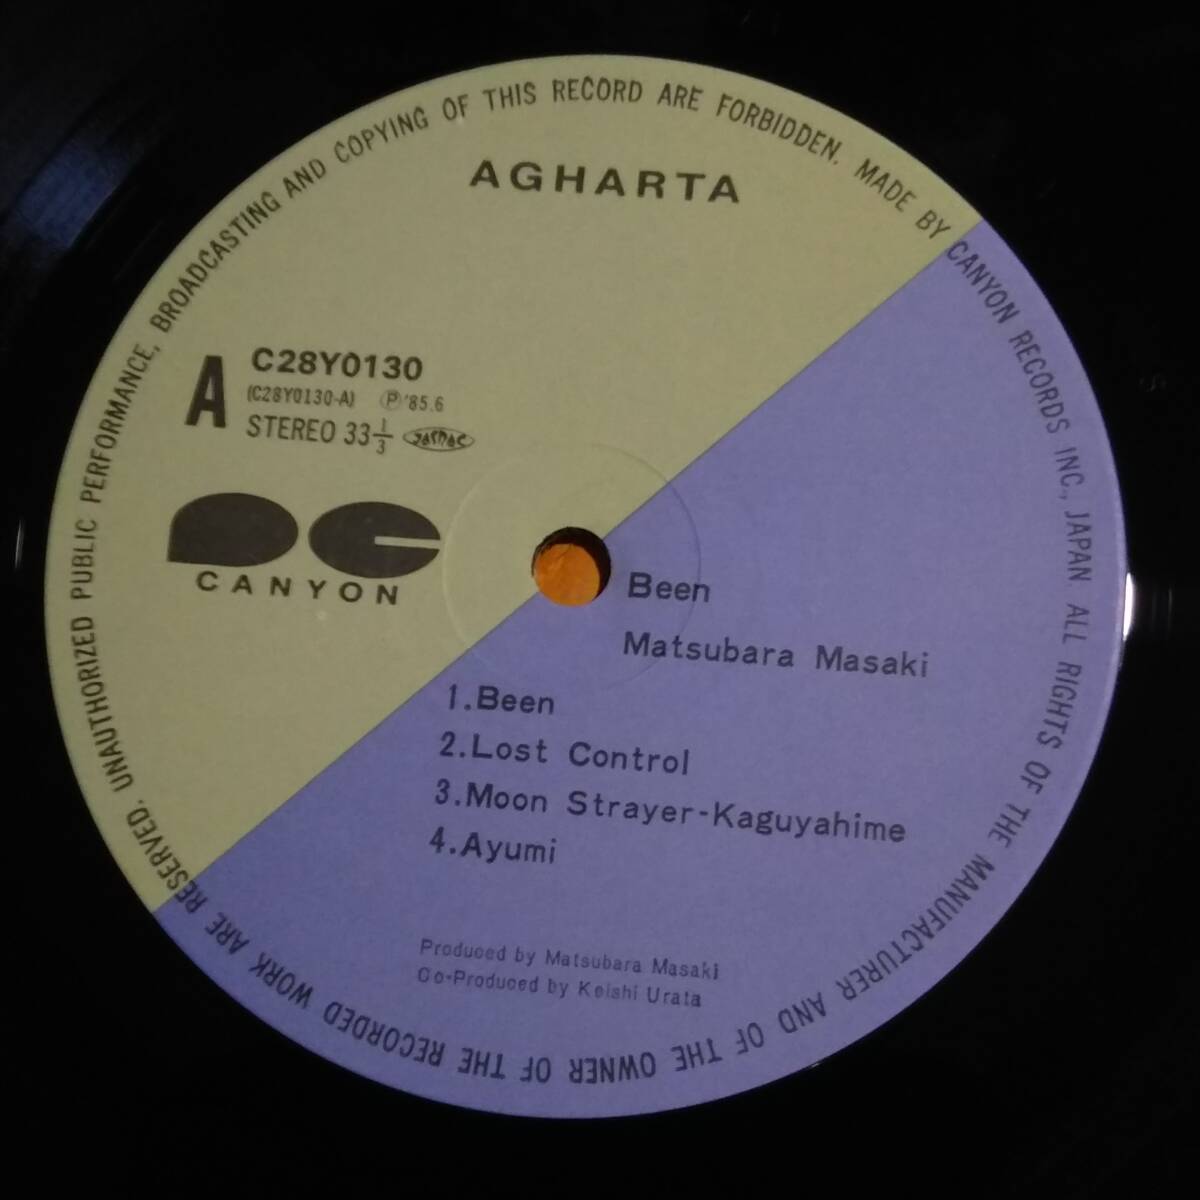 UNAUTHORIZED PUBLIC PERFORMANCE, BROADCASTING AND COPYING OF THIS RECORD ARE FORBIDDEN. MADE BY CANYON RECORDS INC., JAPAN ALL RIGHTS OF THE MANUFACTURER AND OF THE OWNER OF THE RECORDED WORK ARE RESERVED.
AGHARTA
A
C28Y0130
(C28Y0130-A) Ⓟ'85.6
STEREO 33 1/3 JASRAC
CANYON
Been
Matsubara Masaki
1.Been
2.Lost Control
3.Moon Strayer-Kaguyahime
4.Ayumi
Produced by Matsubara Masaki
Co-Produced by Keishi Urata